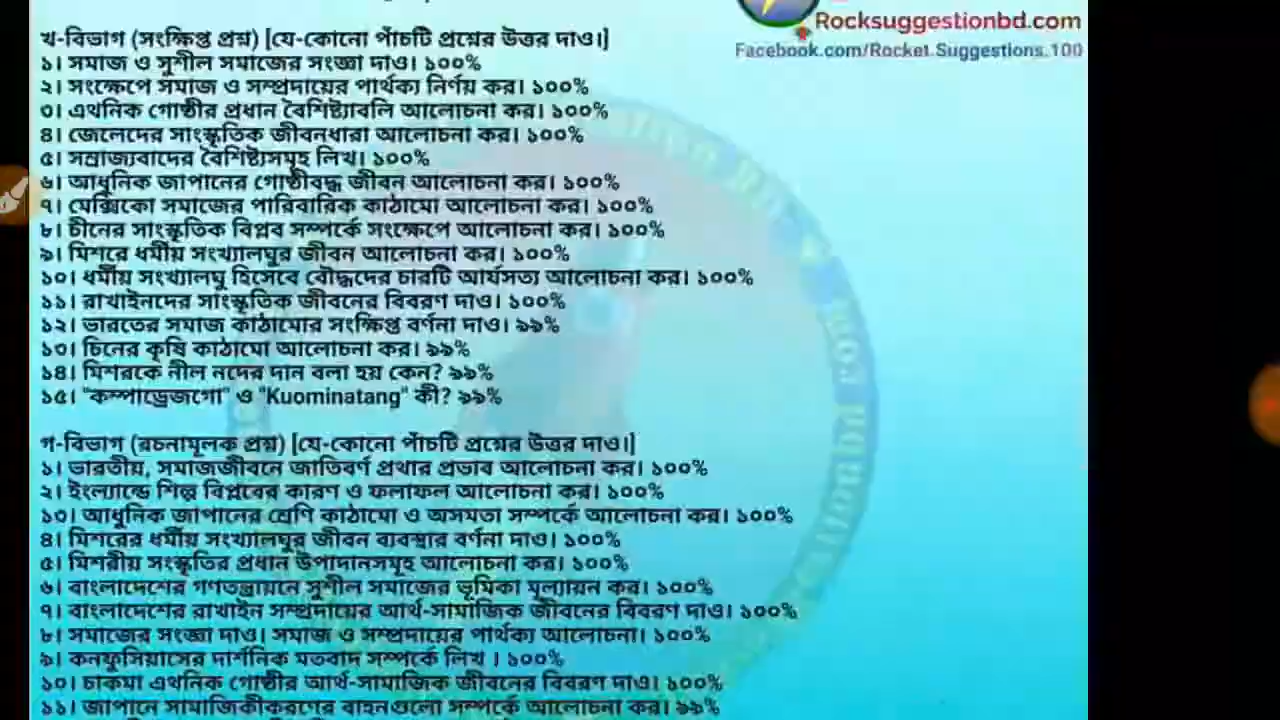 Rocksuggestionbd.com
Facebook.com/Rocket.Suggestions.100
খ-বিভাগ (সংক্ষিপ্ত প্রশ্ন) [যে-কোনো পাঁচটি প্রশ্নের উত্তর দাও।]
১। সমাজ ও সুশীল সমাজের সংজ্ঞা দাও। ১০০%
২। সংক্ষেপে সমাজ ও সম্প্রদায়ের পার্থক্য নির্ণয় কর। ১০০%
৩। এথনিক গোষ্ঠীর প্রধান বৈশিষ্ট্যাবলি আলোচনা কর। ১০০%
৪। জেলেদের সাংস্কৃতিক জীবনধারা আলোচনা কর। ১০০%
৫। সম্রাজ্যবাদের বৈশিষ্ট্যসমূহ লিখ। ১০০%
৬। আধুনিক জাপানের গোষ্ঠীবদ্ধ জীবন আলোচনা কর। ১০০%
৭। মেক্সিকো সমাজের পারিবারিক কাঠামো আলোচনা কর। ১০০%
৮। চীনের সাংস্কৃতিক বিপ্লব সম্পর্কে সংক্ষেপে আলোচনা কর। ১০০%
৯। মিশরে ধর্মীয় সংখ্যালঘুর জীবন আলোচনা কর। ১০০%
১০। ধর্মীয় সংখ্যালঘু হিসেবে বৌদ্ধদের চারটি আর্যসত্য আলোচনা কর। ১০০%
১১। রাখাইনদের সাংস্কৃতিক জীবনের বিবরণ দাও। ১০০%
১২। ভারতের সমাজ কাঠামোর সংক্ষিপ্ত বর্ণনা দাও। ৯৯%
১৩। চিনের কৃষি কাঠামো আলোচনা কর। ৯৯%
১৪। মিশরকে নীল নদের দান বলা হয় কেন? ৯৯%
১৫। "কম্পাড্রেজগো" ও "Kuominatang" কী? ৯৯%
গ-বিভাগ (রচনামূলক প্রশ্ন) [যে-কোনো পাঁচটি প্রশ্নের উত্তর দাও।]
১। ভারতীয়, সমাজজীবনে জাতিবর্ণ প্রথার প্রভাব আলোচনা কর। ১০০%
২। ইংল্যান্ডে শিল্প বিপ্লবের কারণ ও ফলাফল আলোচনা কর। ১০০%
১৩। আধুনিক জাপানের শ্রেণি কাঠামো ও অসমতা সম্পর্কে আলোচনা কর। ১০০%
৪। মিশরের ধর্মীয় সংখ্যালঘুর জীবন ব্যবস্থার বর্ণনা দাও। ১০০%
৫। মিশরীয় সংস্কৃতির প্রধান উপাদানসমূহ আলোচনা কর। ১০০%
৬। বাংলাদেশের গণতন্ত্রায়নে সুশীল সমাজের ভূমিকা মূল্যায়ন কর। ১০০%
৭। বাংলাদেশের রাখাইন সম্প্রদায়ের আর্থ-সামাজিক জীবনের বিবরণ দাও। ১০০%
৮। সমাজের সংজ্ঞা দাও। সমাজ ও সম্প্রদায়ের পার্থক্য আলোচনা। ১০০%
৯। কনফুসিয়াসের দার্শনিক মতবাদ সম্পর্কে লিখ । ১০০%
১০। চাকমা এথনিক গোষ্ঠীর আর্থ-সামাজিক জীবনের বিবরণ দাও। ১০০%
১১। জাপানে সামাজিকীকরণের বাহনগুলো সম্পর্কে আলোচনা কর। ৯৯%